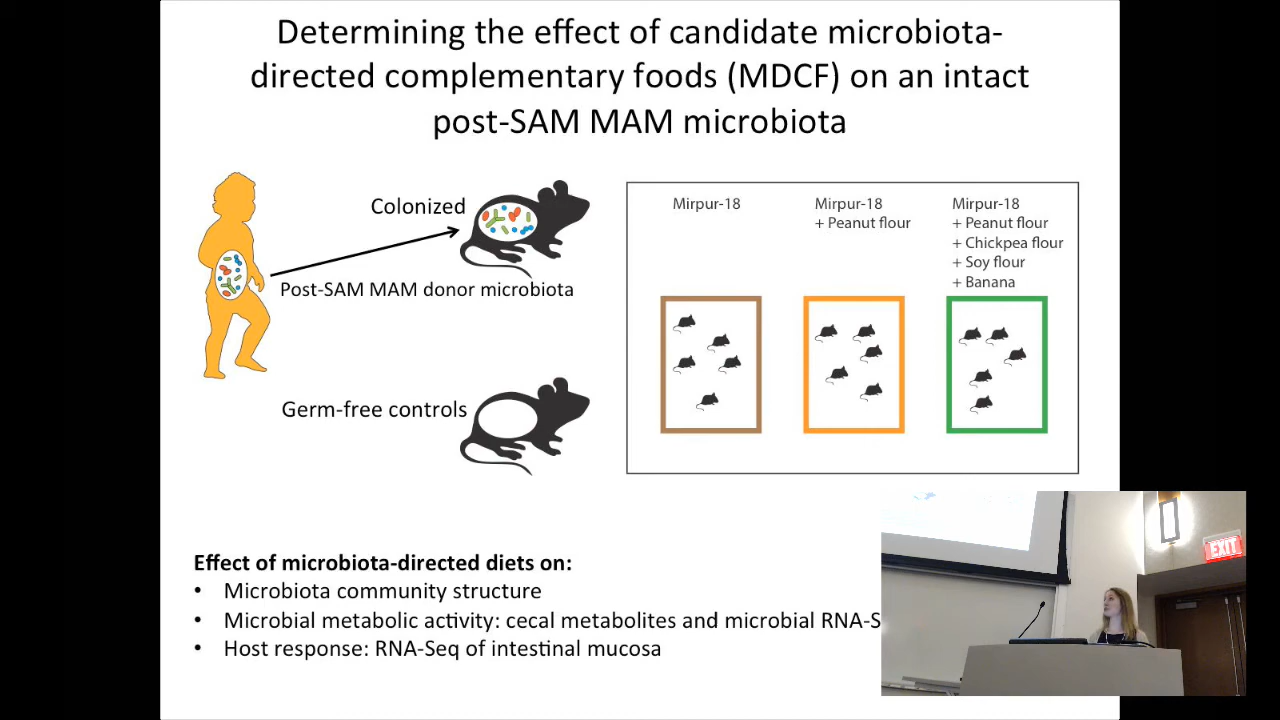 Determining the effect of candidate microbiota-
directed complementary foods (MDCF) on an intact
post-SAM MAM microbiota
Colonized
Post-SAM MAM donor microbiota
Germ-free controls
Mirpur-18
Mirpur-18
+ Peanut flour
Mirpur-18
+ Peanut flour
+ Chickpea flour
+ Soy flour
+ Banana
Effect of microbiota-directed diets on:
• Microbiota community structure
• Microbial metabolic activity: cecal metabolites and microbial RNA-S
• Host response: RNA-Seq of intestinal mucosa
EXIT